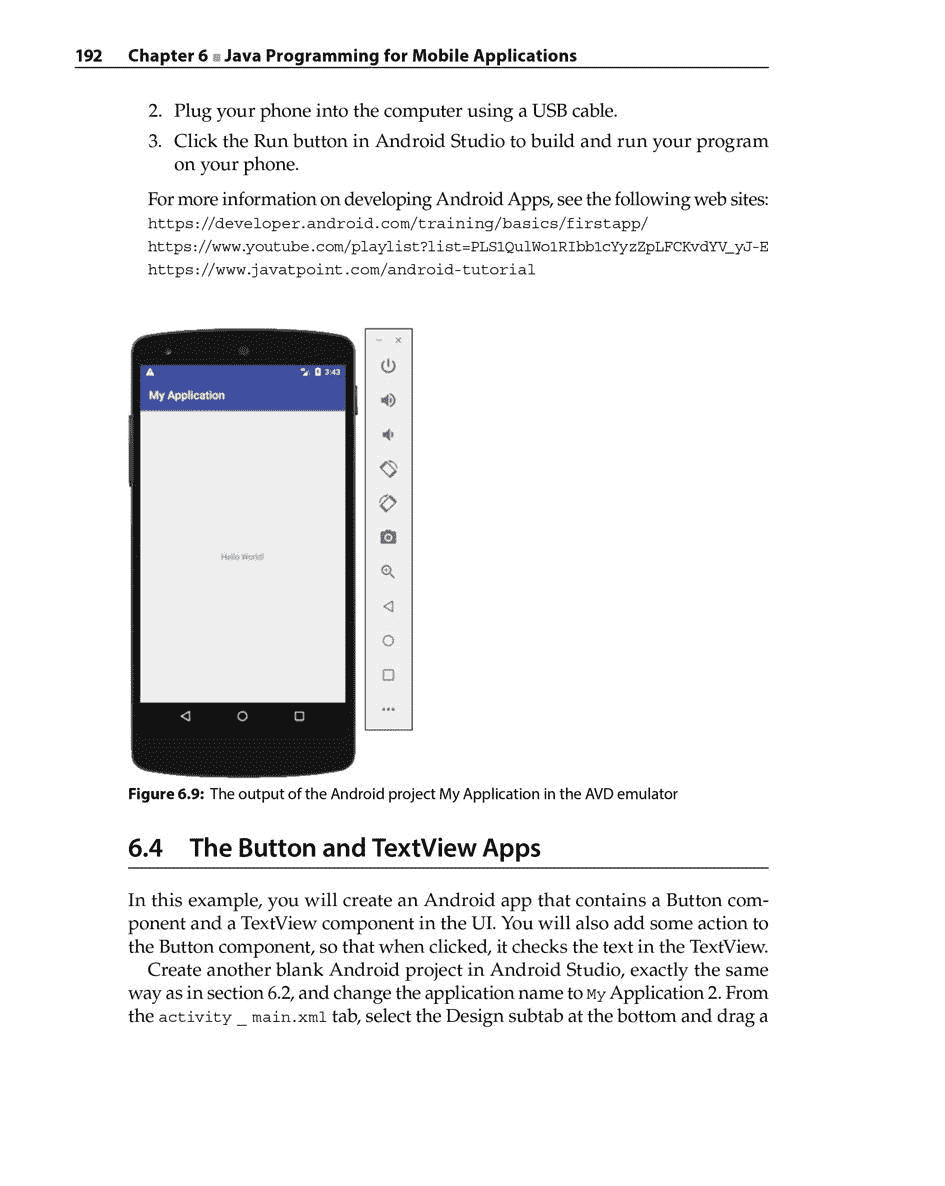 192 Chapter 6 ■ Java Programming for Mobile Applications
2. Plug your phone into the computer using a USB cable.
3. Click the Run button in Android Studio to build and run your program
on your phone.
For more information on developing Android Apps, see the following web sites:
https://developer.android.com/training/basics/firstapp/
https://www.youtube.com/playlist?list=PLS1QulWo1RIbb1cYyzZpLFCKvdYV_yJ-E
https://www.javatpoint.com/android-tutorial
3:43
My Application
Hello World!
Figure 6.9: The output of the Android project My Application in the AVD emulator
6.4 The Button and TextView Apps
In this example, you will create an Android app that contains a Button com-
ponent and a TextView component in the UI. You will also add some action to
the Button component, so that when clicked, it checks the text in the TextView.
Create another blank Android project in Android Studio, exactly the same
way as in section 6.2, and change the application name to My Application 2. From
the activity _ main.xml tab, select the Design subtab at the bottom and drag a